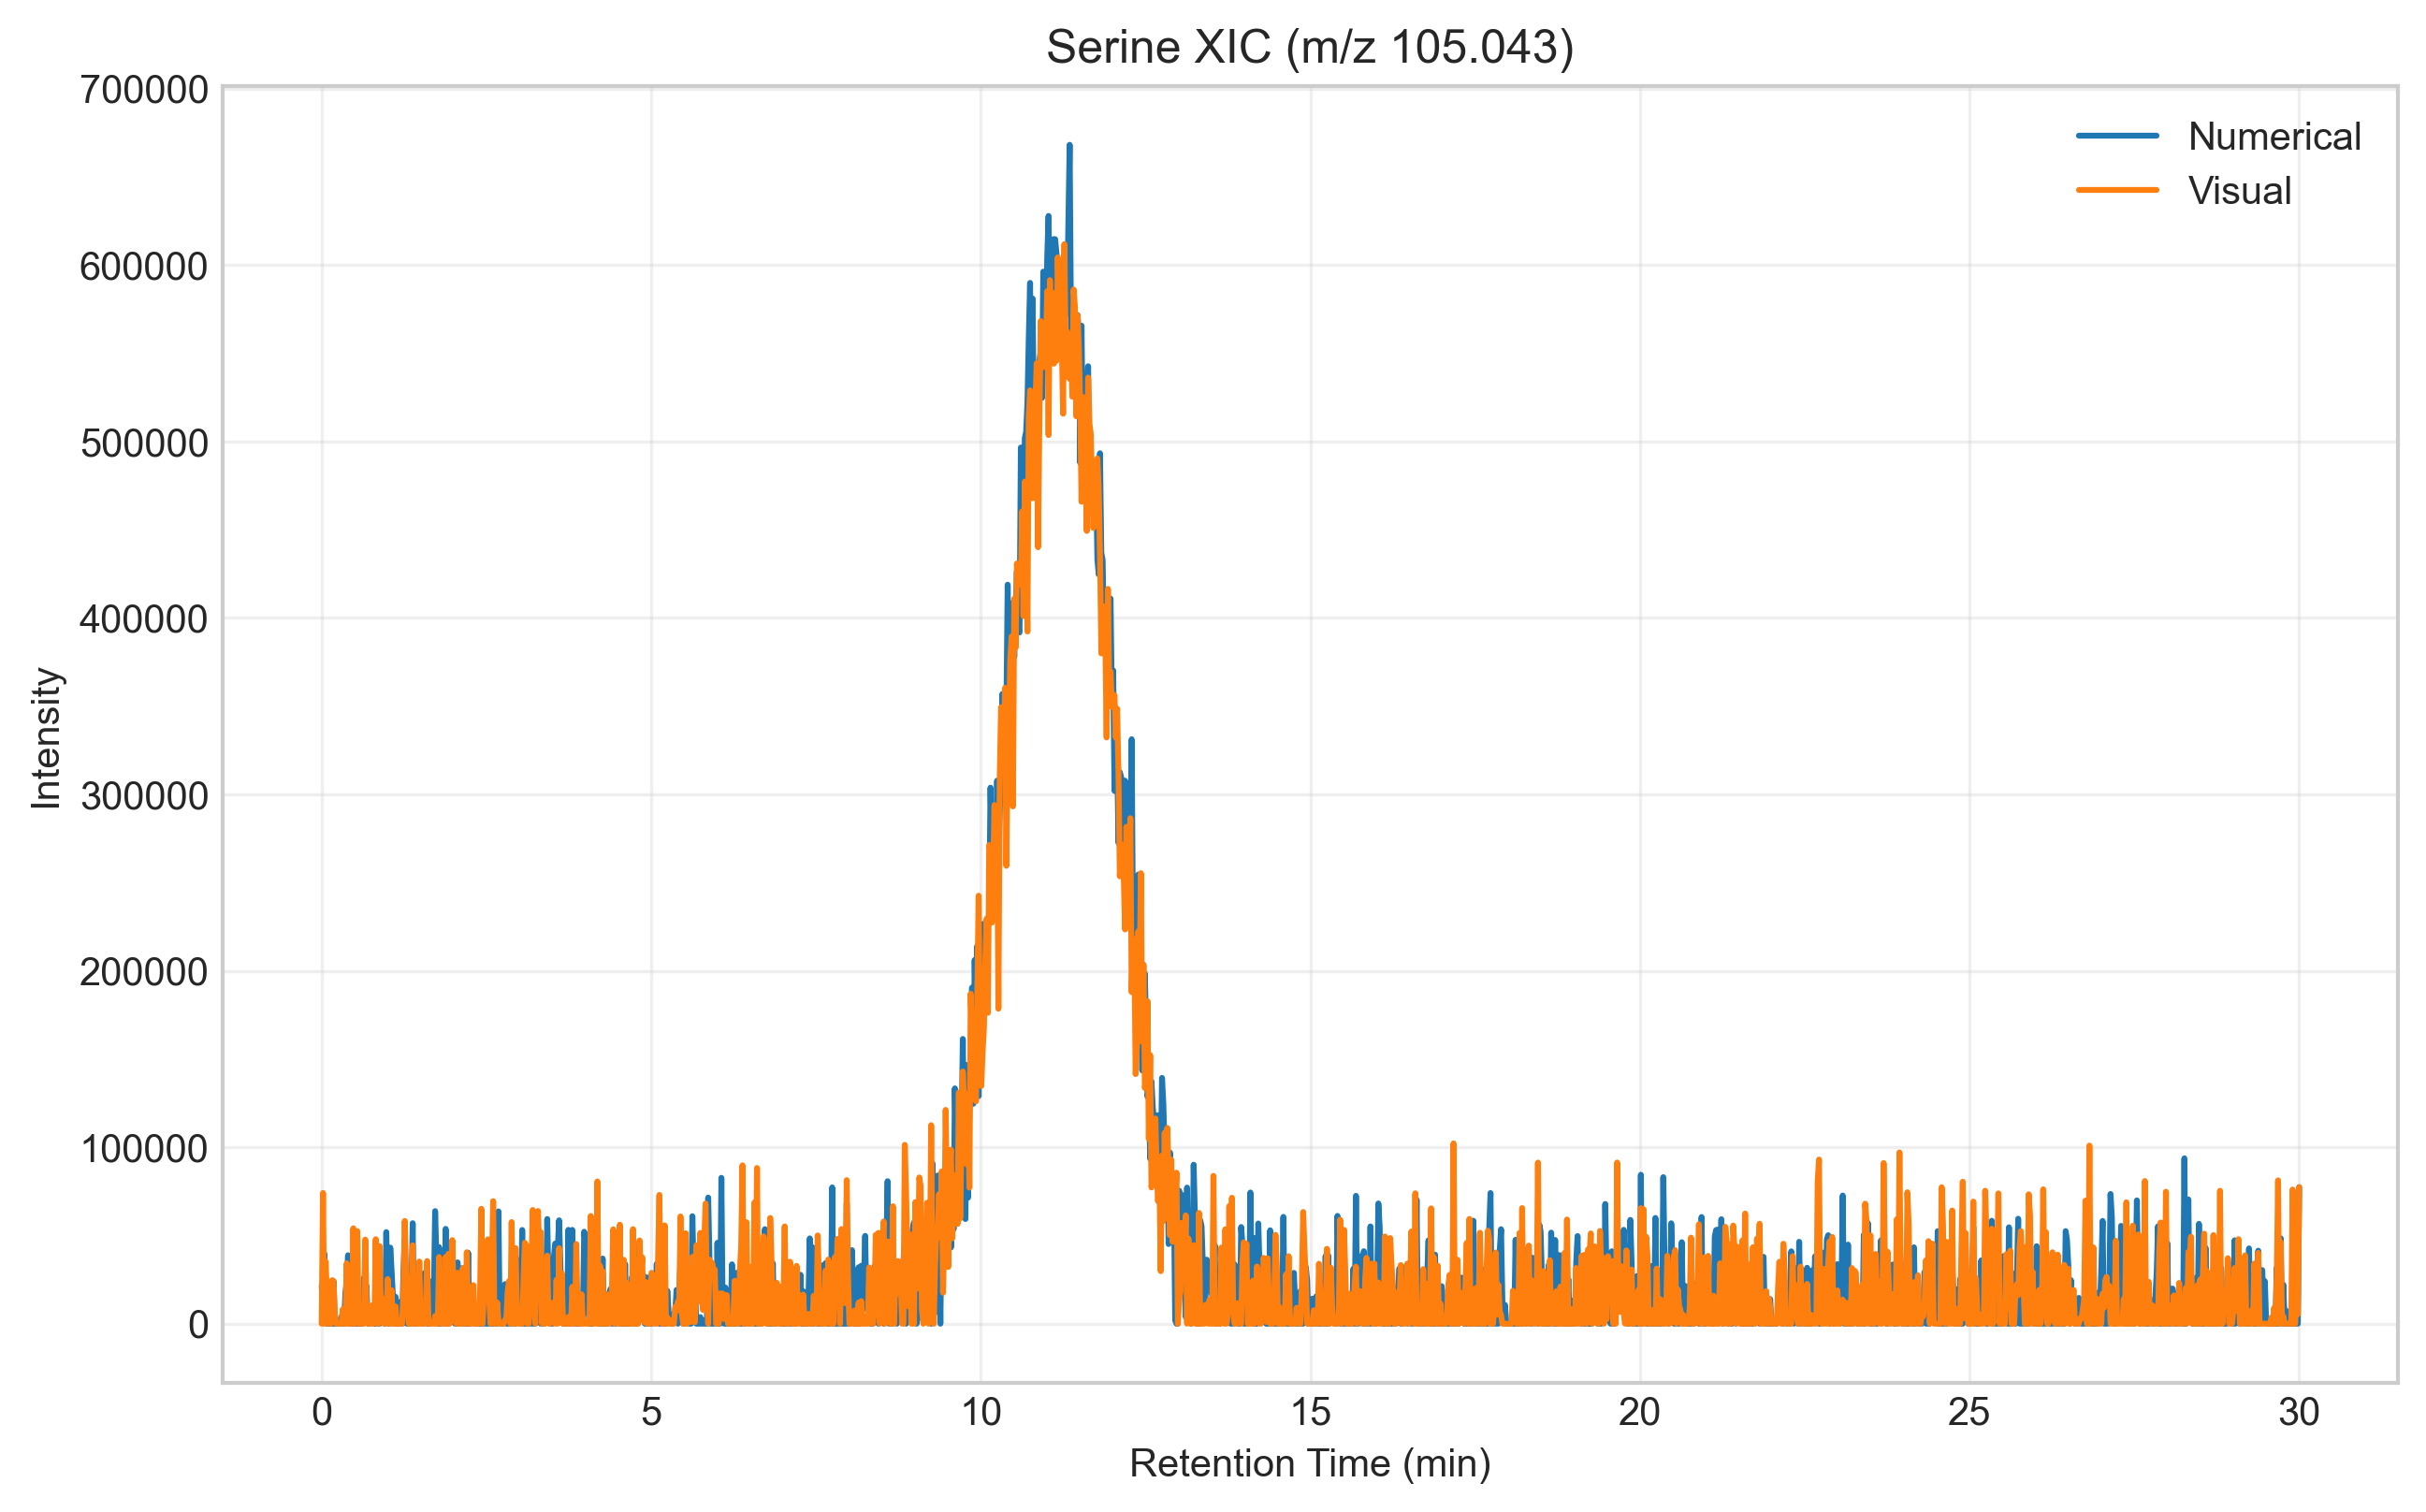 Serine XIC (m/z 105.043)
Numerical
Visual
700000
600000
500000
400000
300000
200000
100000
0
Intensity
0 5 10 15 20 25 30
Retention Time (min)